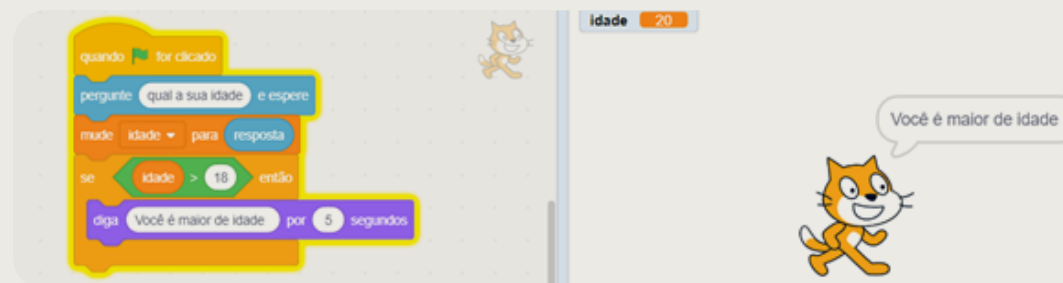 quando for clicado
pergunte qual a sua idade e espere
mude idade para resposta
se idade > 18 então
diga Você é maior de idade por 5 segundos
idade 20
Você é maior de idade